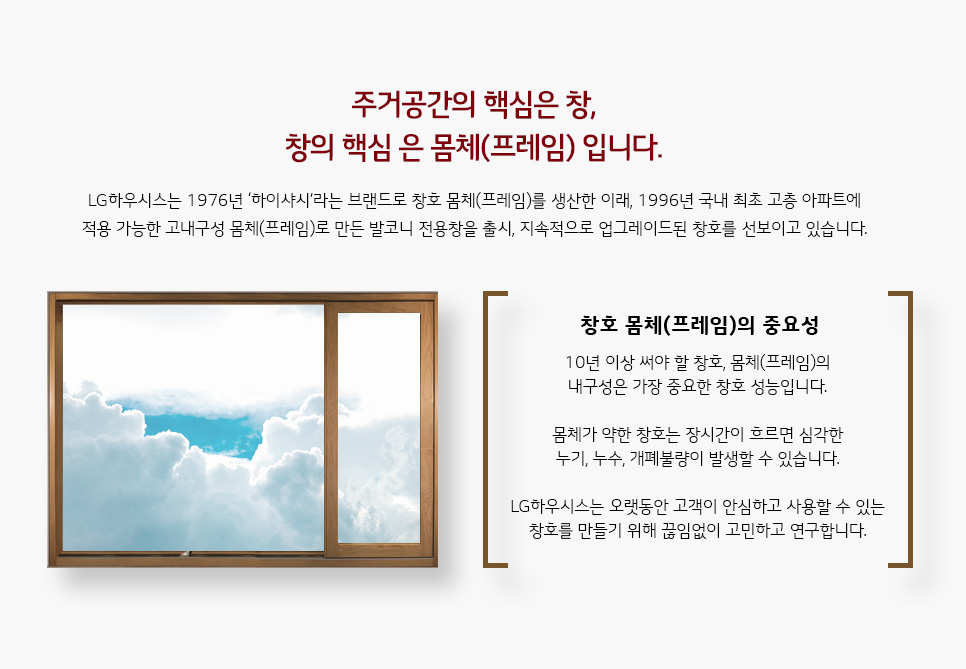 주거공간의 핵심은 창,
창의 핵심 은 몸체(프레임) 입니다.
LG하우시스는 1976년 '하이샤시'라는 브랜드로 창호 몸체(프레임)를 생산한 이래, 1996년 국내 최초 고층 아파트에
적용 가능한 고내구성 몸체(프레임)로 만든 발코니 전용창을 출시, 지속적으로 업그레이드된 창호를 선보이고 있습니다.
창호 몸체(프레임)의 중요성
10년 이상 써야 할 창호, 몸체(프레임)의
내구성은 가장 중요한 창호 성능입니다.
몸체가 약한 창호는 장시간이 흐르면 심각한
누기, 누수, 개폐불량이 발생할 수 있습니다.
LG하우시스는 오랫동안 고객이 안심하고 사용할 수 있는
창호를 만들기 위해 끊임없이 고민하고 연구합니다.